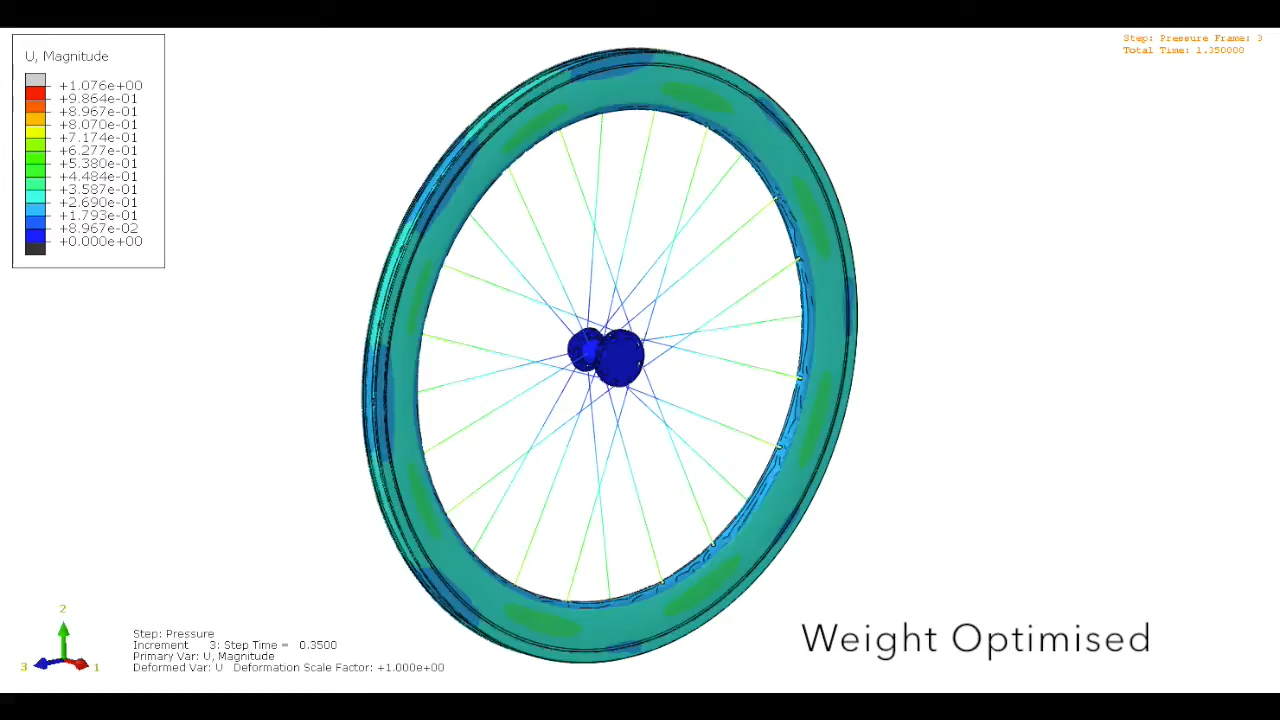 U, Magnitude
+1.076e+00
+9.864e-01
+8.967e-01
+8.070e-01
+7.174e-01
+6.277e-01
+5.380e-01
+4.484e-01
+3.587e-01
+2.690e-01
+1.793e-01
+8.967e-02
+0.000e+00
Step: Pressure Frame: 3
Total Time: 1.350000
2
3
1
Step: Pressure
Increment 3: Step Time = 0.3500
Primary Var: U, Magnitude
Deformed Var: U Deformation Scale Factor: +1.000e+00
Weight Optimised